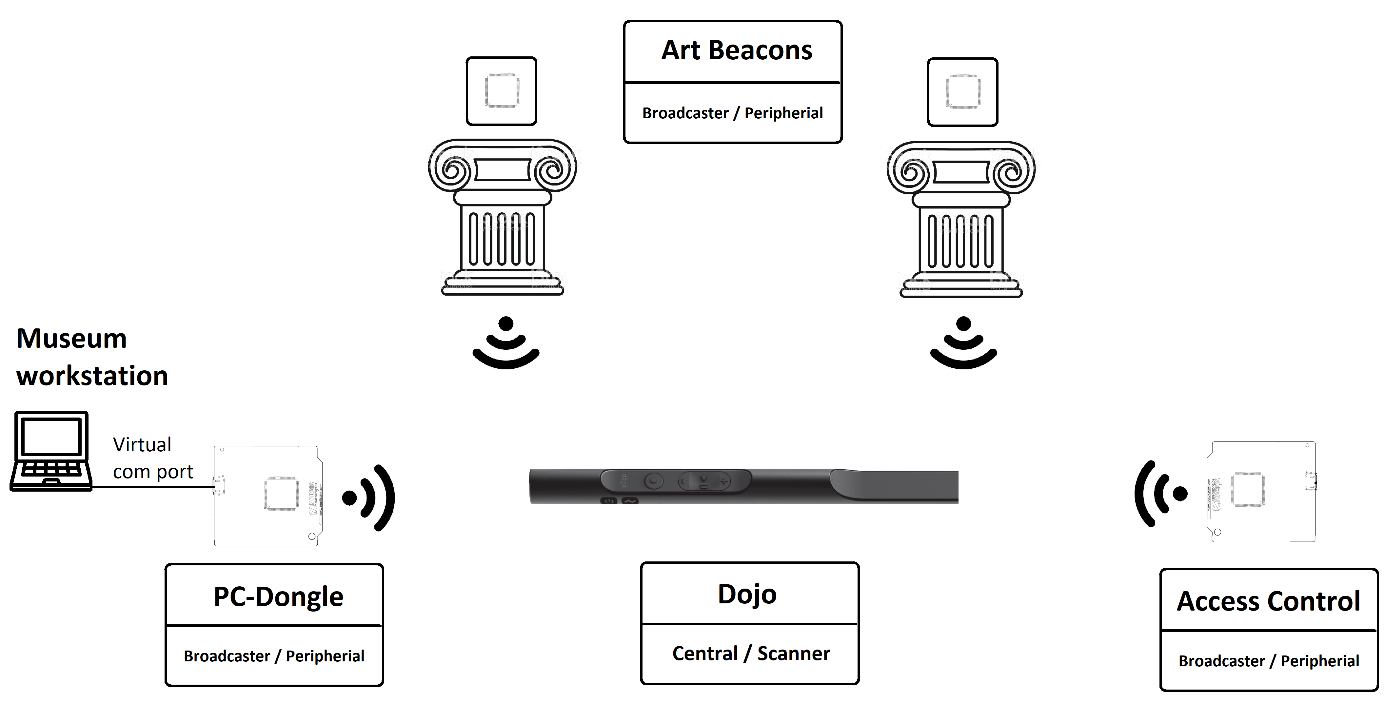 Art Beacons
Broadcaster / Peripherial
Museum
workstation
Virtual
com port
PC-Dongle
Broadcaster / Peripherial
Dojo
Central / Scanner
Access Control
Broadcaster / Peripherial